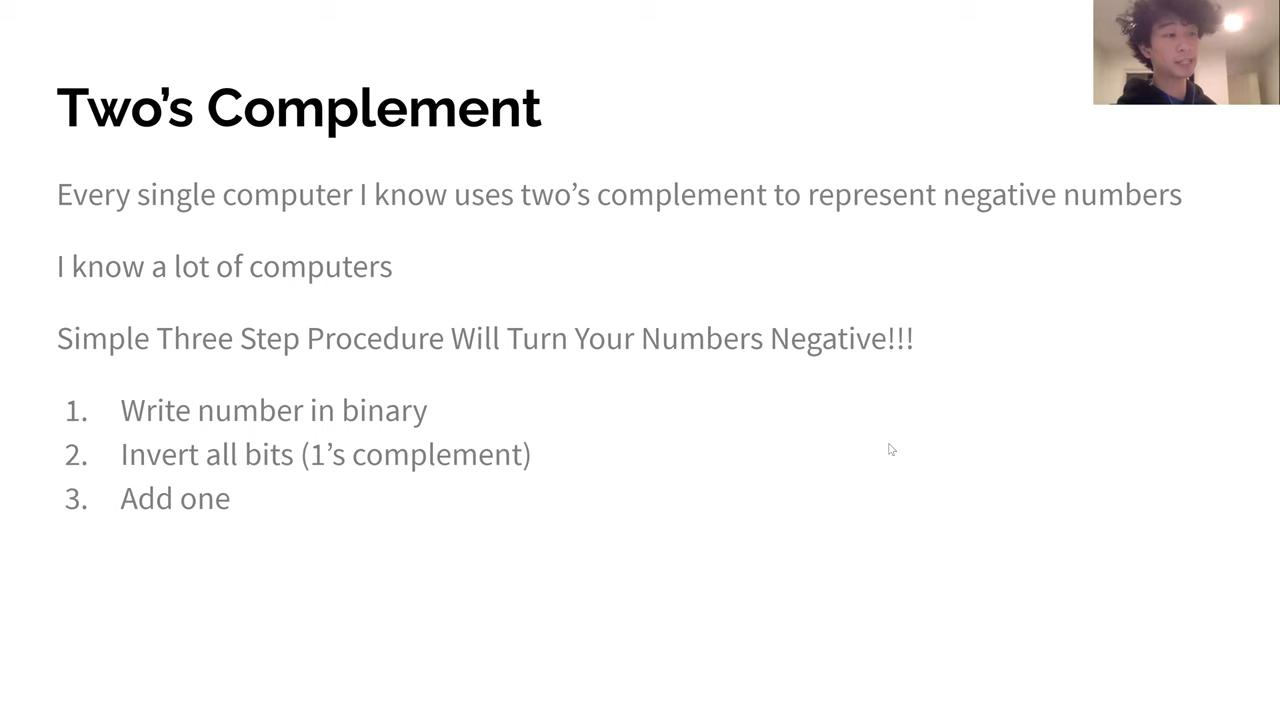 Two’s Complement
Every single computer I know uses two’s complement to represent negative numbers
I know a lot of computers
Simple Three Step Procedure Will Turn Your Numbers Negative!!!
1. Write number in binary
2. Invert all bits (1’s complement)
3. Add one